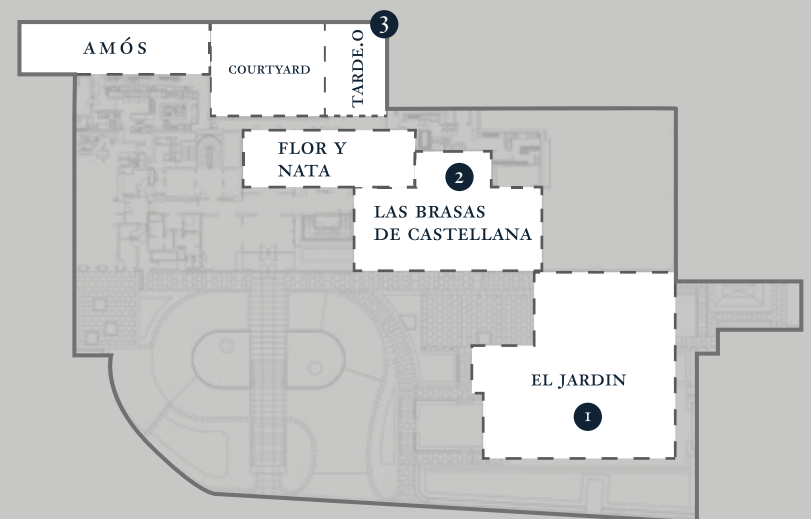 3
AMÓS
COURTYARD
TARDE.O
FLOR Y
NATA
2
LAS BRASAS
DE CASTELLANA
EL JARDIN
1